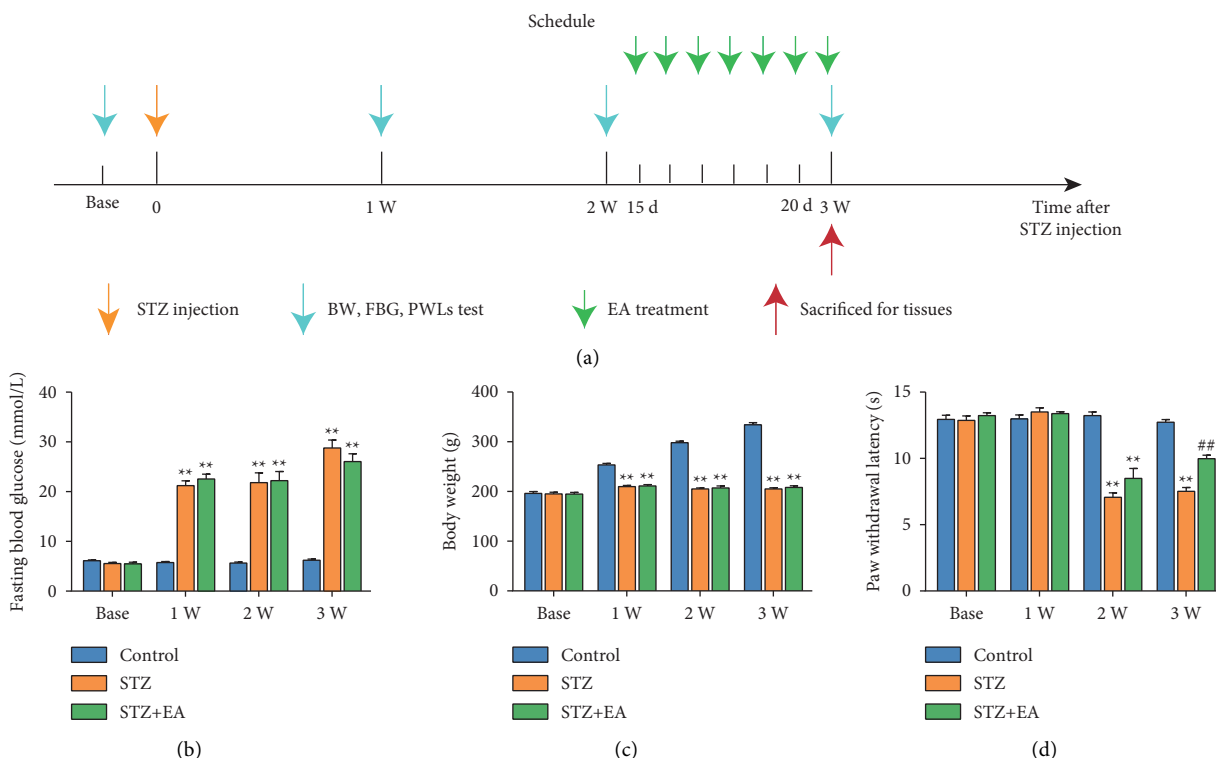 Schedule
Base
0
1 W
2 W
15 d
20 d
3 W
Time after
STZ injection
STZ injection
BW, FBG, PWLs test
EA treatment
Sacrificed for tissues
(a)
Fasting blood glucose (mmol/L)
40
30
20
10
0
** **
** **
** **
Base
1 W
2 W
3 W
Control
STZ
STZ+EA
(b)
Body weight (g)
400
300
200
100
0
** **
** **
** **
Base
1 W
2 W
3 W
Control
STZ
STZ+EA
(c)
Paw withdrawal latency (s)
15
10
5
0
** **
** ##
Base
1 W
2 W
3 W
Control
STZ
STZ+EA
(d)